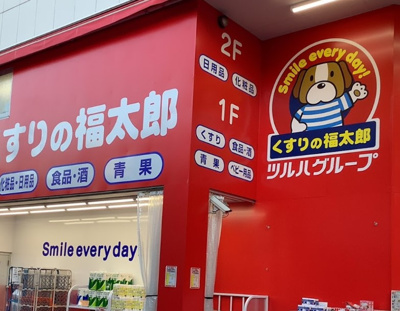 すりの福太郎
化粧品・日用品
食品・酒
青果
Smile every day
2F
日用品
化粧品
1F
くすり
食品・酒
青果
ベビー用品
Smile every day!
くすりの福太郎
ツルハグループ